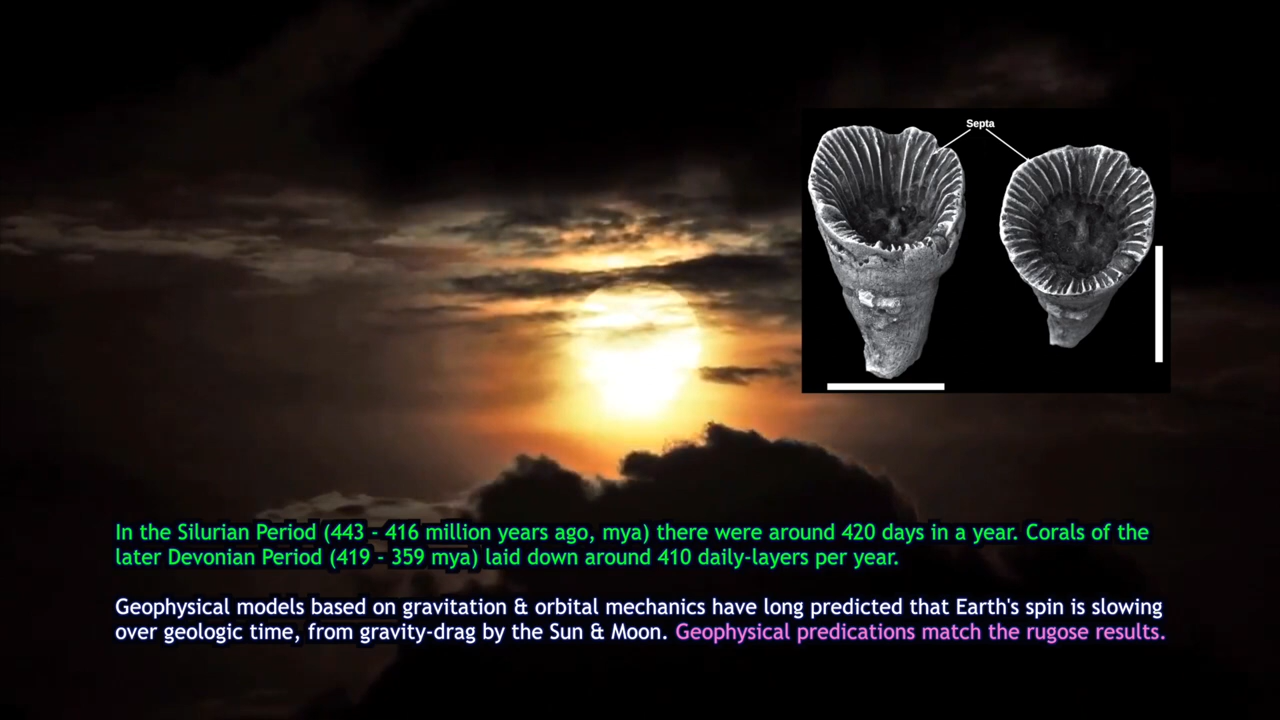 Septa
In the Silurian Period (443 - 416 million years ago, mya) there were around 420 days in a year. Corals of the
later Devonian Period (419 - 359 mya) laid down around 410 daily-layers per year.
Geophysical models based on gravitation & orbital mechanics have long predicted that Earth's spin is slowing
over geologic time, from gravity-drag by the Sun & Moon. Geophysical predications match the rugose results.